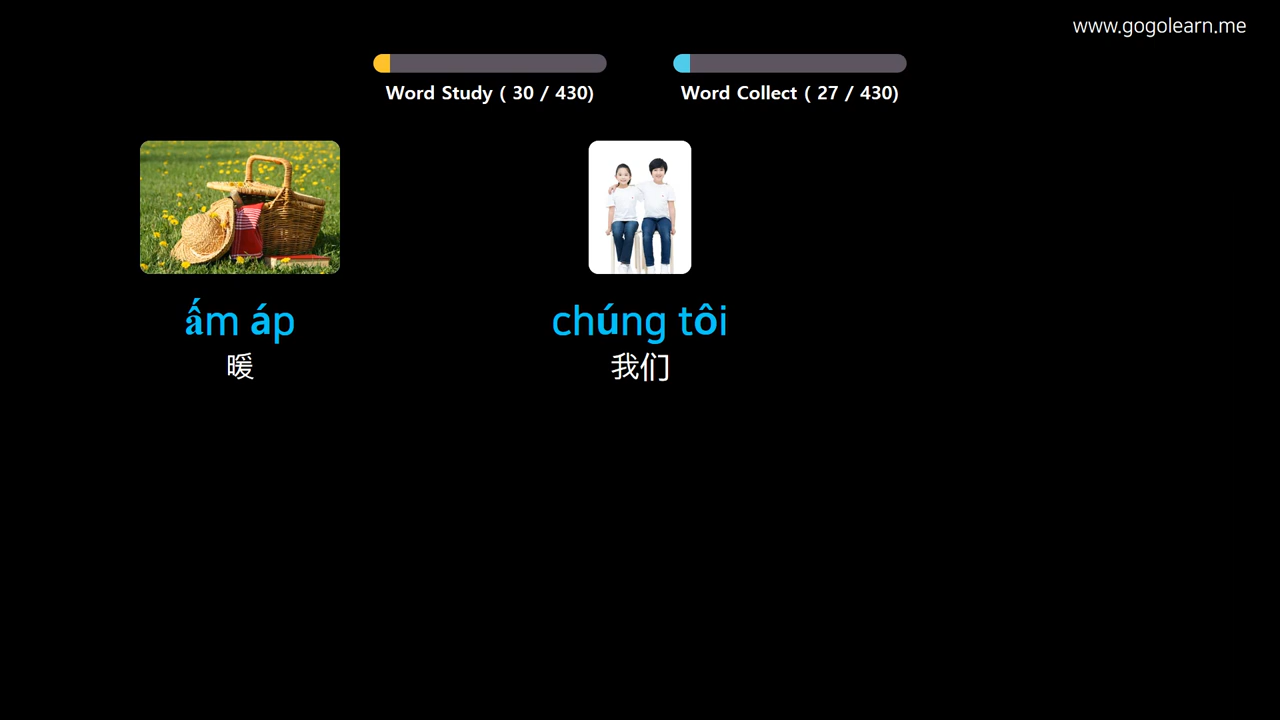 www.gogolearn.me
Word Study ( 30 / 430)
Word Collect ( 27 / 430)
ấm áp
暖
chúng tôi
我们